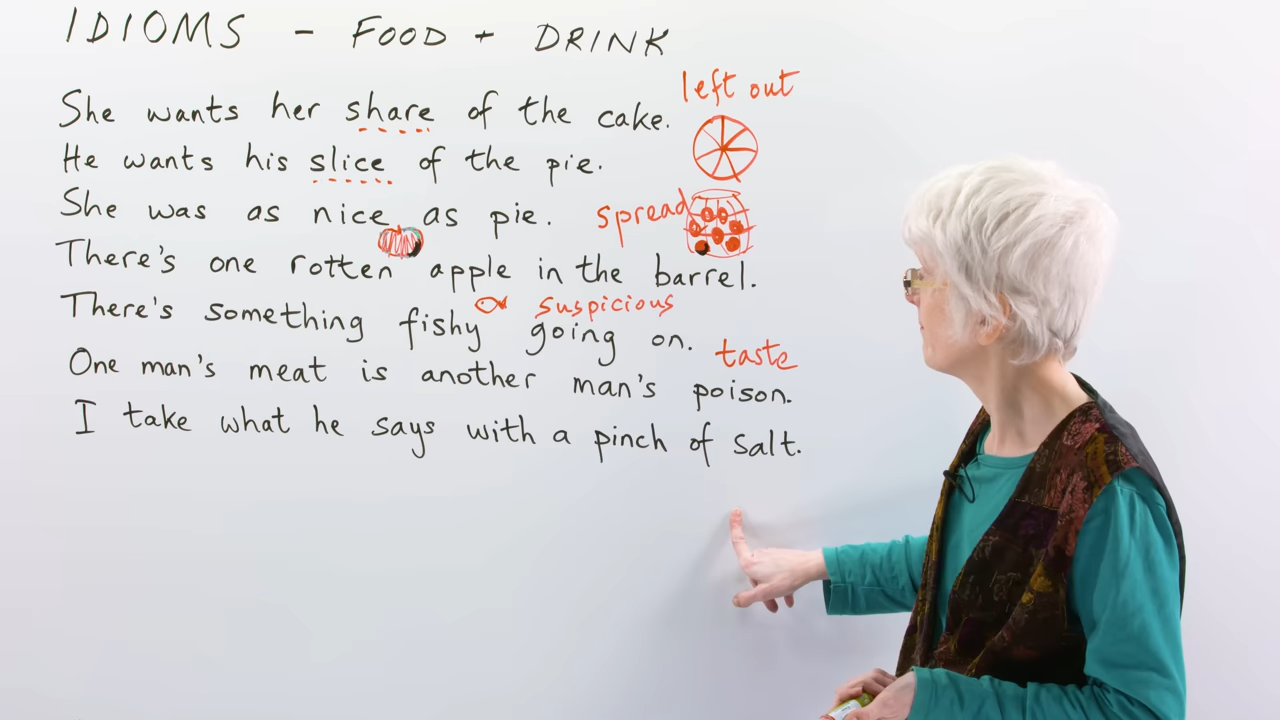 IDIOMS - FOOD + DRINK
left out
She wants her share of the cake.
He wants his slice of the pie.
She was as nice as pie.
spread
There's one rotten apple in the barrel.
suspicious
There's something fishy going on.
taste
One man's meat is another man's poison.
I take what he says with a pinch of salt.